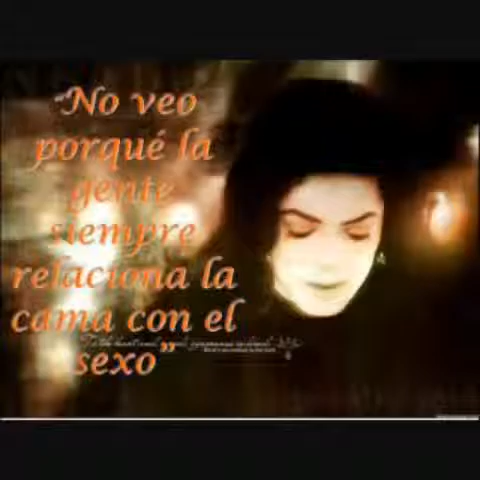 "No veo
porqué la
gente
siempre
relaciona la
cama con el
sexo"